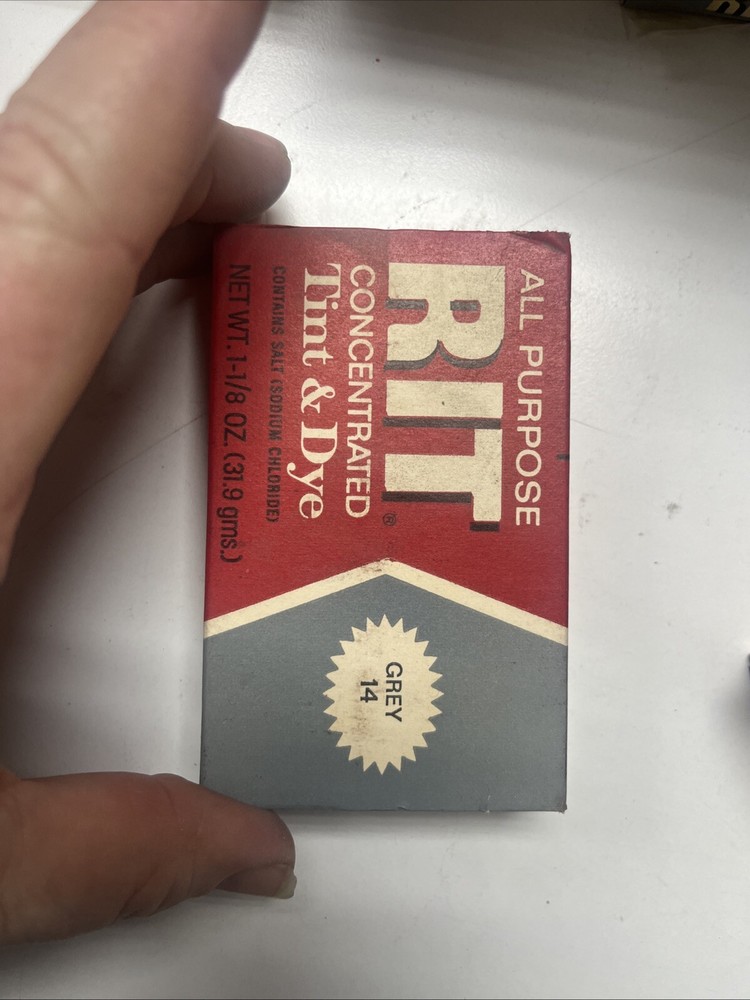 ALL PURPOSE
RIT®
CONCENTRATED
Tint & Dye
CONTAINS SALT (SODIUM CHLORIDE)
NET WT. 1-1/8 OZ. (31.9 gms.)
GREY
14